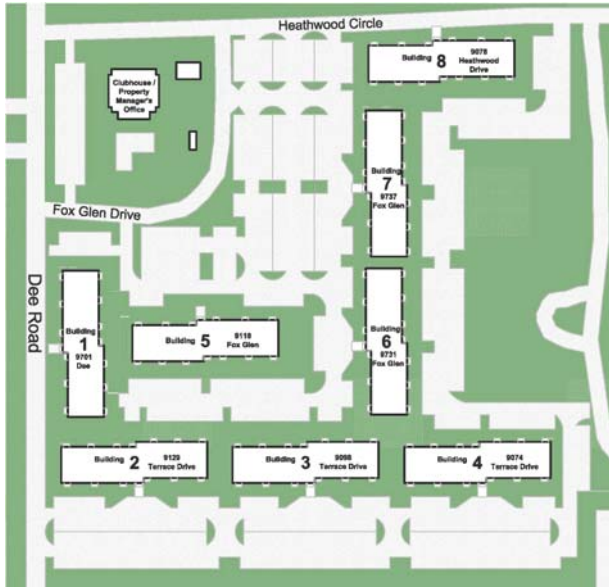 Heathwood Circle
Building 8
9078
Heathwood
Drive
Clubhouse /
Property
Manager's
Office
Building
7
9737
Fox Glen
Fox Glen Drive
Dee Road
Building
1
9701
Dee
Building 5
9118
Fox Glen
Building
6
9731
Fox Glen
Building 2
9129
Terrace Drive
Building 3
9098
Terrace Drive
Building 4
9074
Terrace Drive